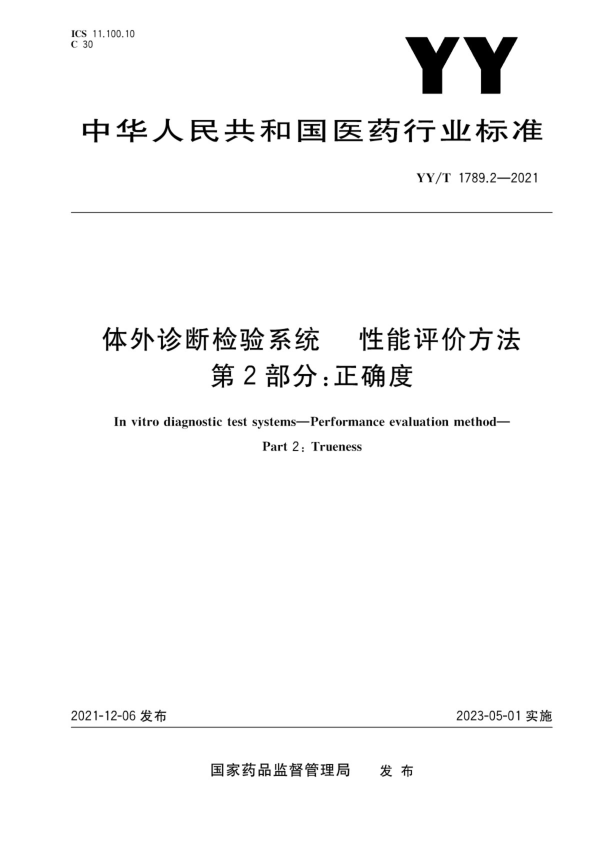 ICS 11.100.10
C 30
YY
中华人民共和国医药行业标准
YY/T 1789.2—2021
体外诊断检验系统 性能评价方法
第2部分:正确度
In vitro diagnostic test systems—Performance evaluation method—
Part 2: Trueness
2021-12-06 发布
2023-05-01 实施
国家药品监督管理局 发布